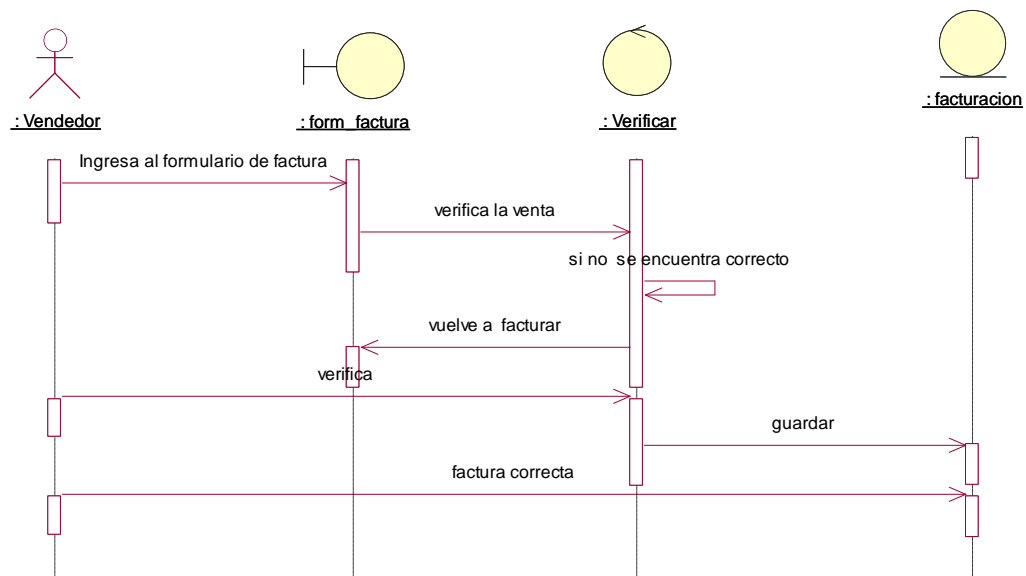 : Vendedor
: form_factura
: Verificar
: facturacion
Ingresa al formulario de factura
verifica la venta
si no se encuentra correcto
vuelve a facturar
verifica
guardar
factura correcta